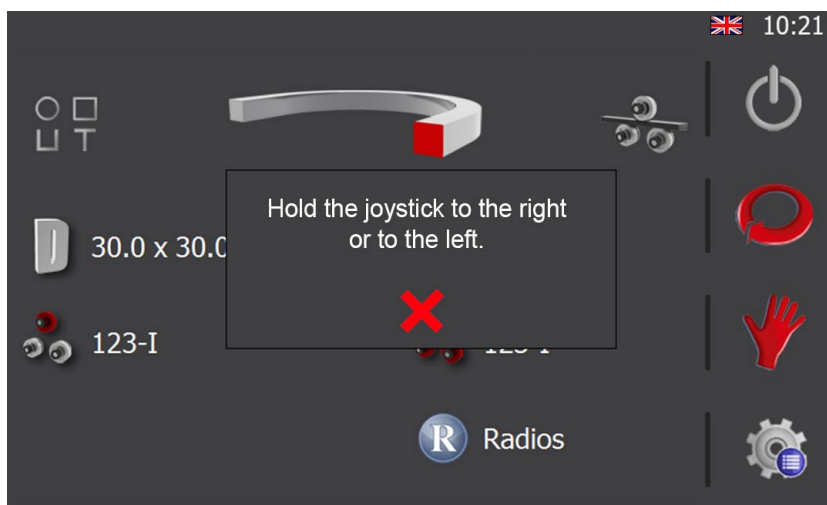 10:21
Hold the joystick to the right
or to the left.
30.0 x 30.0
123-I
R Radios